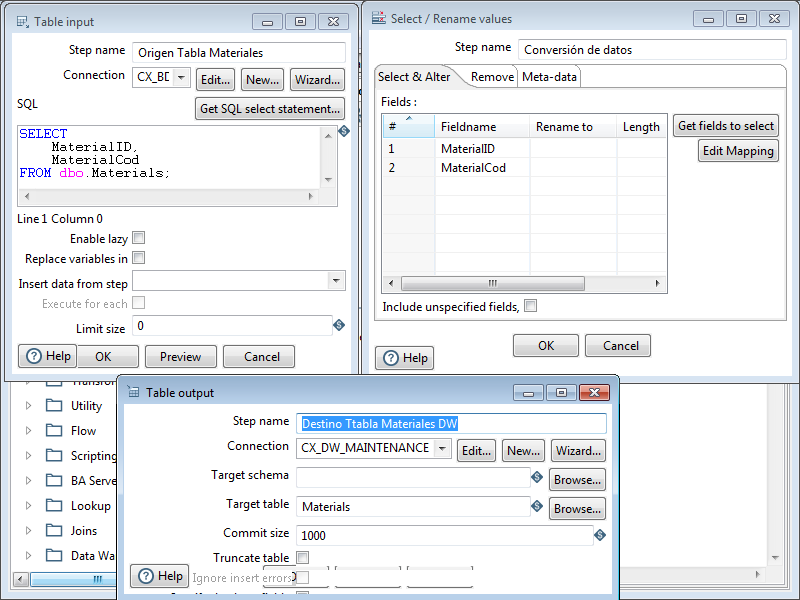 Table input
Step name Origen Tabla Materiales
Connection CX_BD Edit... New... Wizard...
SQL Get SQL select statement...
SELECT
MaterialID,
MaterialCod
FROM dbo.Materials;
Line 1 Column 0
Enable lazy
Replace variables in
Insert data from step
Execute for each
Limit size 0
Help OK Preview Cancel
Select / Rename values
Step name Conversión de datos
Select & Alter Remove Meta-data
Fields :
# Fieldname Rename to Length
1 MaterialID
2 MaterialCod
Get fields to select
Edit Mapping
Include unspecified fields,
OK Cancel
Help
Utility
Flow
Scripting
BA Serve
Lookup
Joins
Data Wa
Table output
Step name Destino Ttabla Materiales DW
Connection CX_DW_MAINTENANCE Edit... New... Wizard...
Target schema Browse...
Target table Materials Browse...
Commit size 1000
Truncate table
Help Ignore insert errors